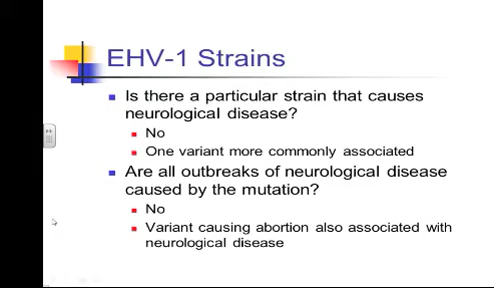 EHV-1 Strains
Is there a particular strain that causes
neurological disease?
No
One variant more commonly associated
Are all outbreaks of neurological disease
caused by the mutation?
No
Variant causing abortion also associated with
neurological disease